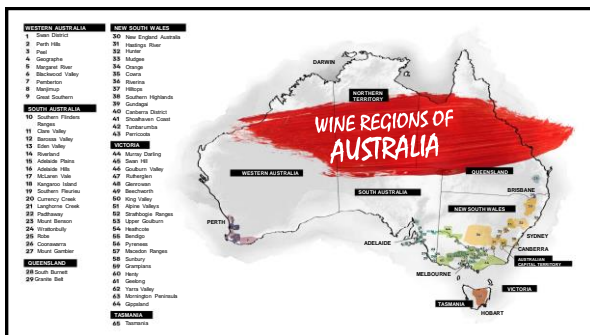 WESTERN AUSTRALIA
1 Swan District
2 Perth Hills
3 Peel
4 Geographe
5 Margaret River
6 Blackwood Valley
7 Pemberton
8 Manjimup
9 Great Southern
SOUTH AUSTRALIA
10 Southern Flinders
Ranges
11 Clare Valley
12 Barossa Valley
13 Eden Valley
14 Riverland
15 Adelaide Plains
16 Adelaide Hills
17 McLaren Vale
18 Kangaroo Island
19 Southern Fleurieu
20 Currency Creek
21 Langhorne Creek
22 Padthaway
23 Mount Benson
24 Wrattonbully
25 Robe
26 Coonawarra
27 Mount Gambier
QUEENSLAND
28 South Burnett
29 Granite Belt
NEW SOUTH WALES
30 New England Australia
31 Hastings River
32 Hunter
33 Mudgee
34 Orange
35 Cowra
36 Riverina
37 Hilltops
38 Southern Highlands
39 Gundagai
40 Canberra District
41 Shoalhaven Coast
42 Tumbarumba
43 Perricoota
VICTORIA
44 Murray Darling
45 Swan Hill
46 Goulburn Valley
47 Rutherglen
48 Glenrowan
49 Beechworth
50 King Valley
51 Alpine Valleys
52 Strathbogie Ranges
53 Upper Goulburn
54 Heathcote
55 Bendigo
56 Pyrenees
57 Macedon Ranges
58 Sunbury
59 Grampians
60 Henty
61 Geelong
62 Yarra Valley
63 Mornington Peninsula
64 Gippsland
TASMANIA
65 Tasmania
DARWIN
NORTHERN
TERRITORY
WINE REGIONS OF
AUSTRALIA
WESTERN AUSTRALIA
QUEENSLAND
SOUTH AUSTRALIA
BRISBANE
NEW SOUTH WALES
PERTH
SYDNEY
ADELAIDE
CANBERRA
AUSTRALIAN
CAPITAL TERRITORY
MELBOURNE
VICTORIA
TASMANIA
HOBART